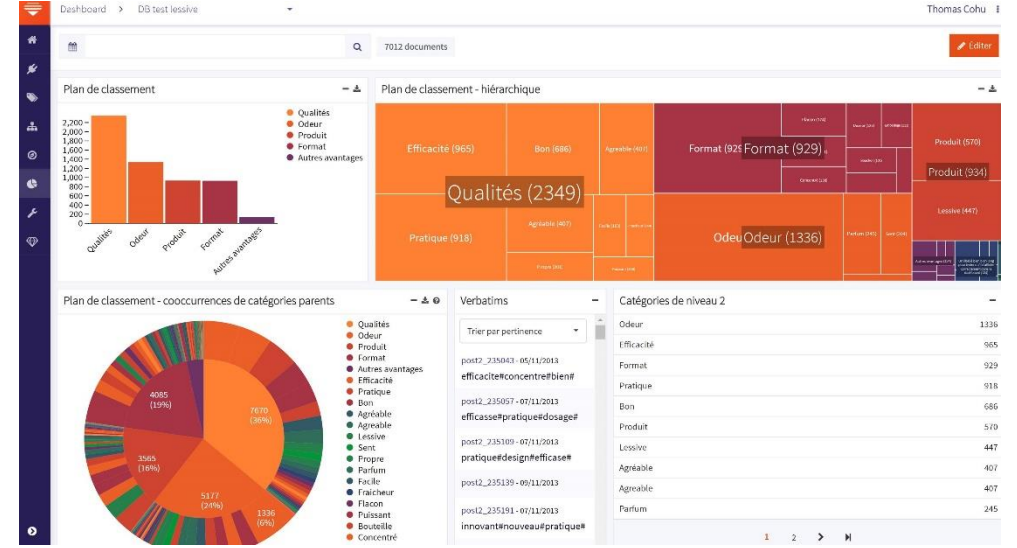 Dashboard > DB test lessive
Thomas Cohu
7012 documents
Éditer
Plan de classement
2,200
2,000
1,800
1,600
1,400
1,200
1,000
800
600
400
200
0
Qualités
Odeur
Produit
Format
Autres avantages
Qualités
Odeur
Produit
Format
Autres avantages
Plan de classement - hiérarchique
Efficacité (965)
Bon (686)
Agreable (407)
Qualités (2349)
Pratique (918)
Agréable (407)
Format (929
Format (929)
Odeu
Odeur (1336)
Produit (570)
Produit (934)
Lessive (447)
Plan de classement - cooccurrences de catégories parents
4085
(19%)
7670
(36%)
3565
(16%)
5177
(24%)
1336
(6%)
Qualités
Odeur
Produit
Format
Autres avantages
Efficacité
Pratique
Bon
Agréable
Agreable
Lessive
Sent
Propre
Parfum
Facile
Fraicheur
Flacon
Puissant
Bouteille
Concentré
Verbatims
Trier par pertinence
post2_235043 - 05/11/2013
efficacite#concentre#bien#
post2_235057 - 07/11/2013
efficasse#pratique#dosage#
post2_235109 - 07/11/2013
pratique#design#efficase#
post2_235139 - 09/11/2013
post2_235191 - 07/11/2013
innovant#nouveau#pratique#
Catégories de niveau 2
Odeur 1336
Efficacité 965
Format 929
Pratique 918
Bon 686
Produit 570
Lessive 447
Agréable 407
Agreable 407
Parfum 245
1 2